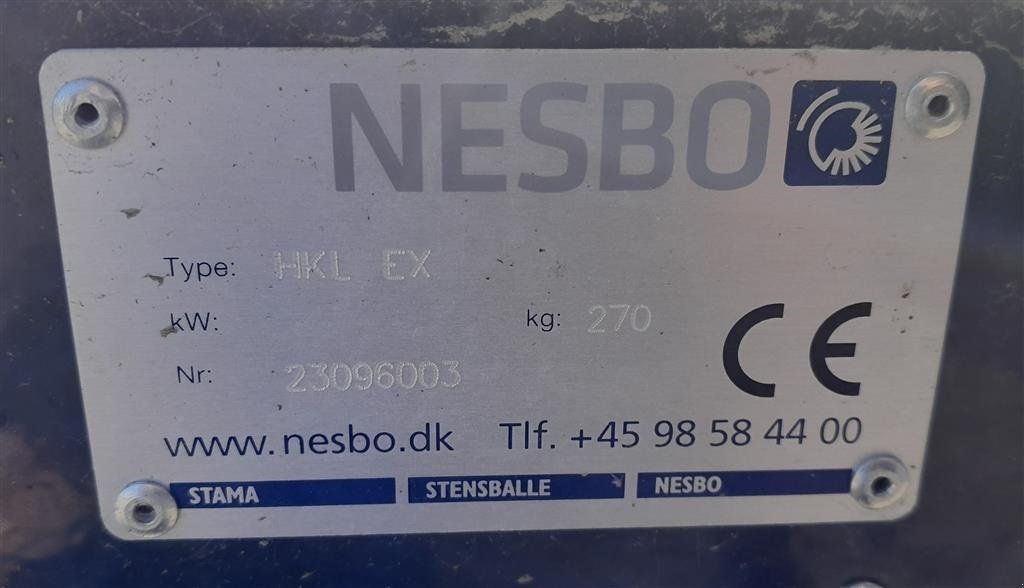 NESBO
Type: HKL EX
kW: kg: 270
Nr: 23096003
CE
www.nesbo.dk Tlf. +45 98 58 44 00
STAMA STENSBALLE NESBO